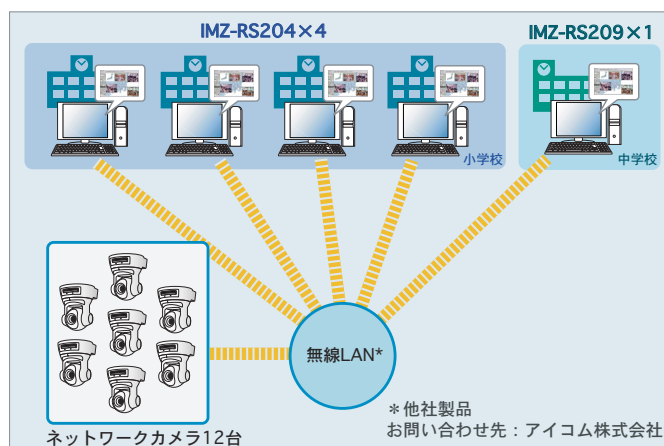 IMZ-RS204×4
IMZ-RS209×1
小学校
中学校
無線LAN*
ネットワークカメラ12台
＊他社製品
お問い合わせ先：アイコム株式会社